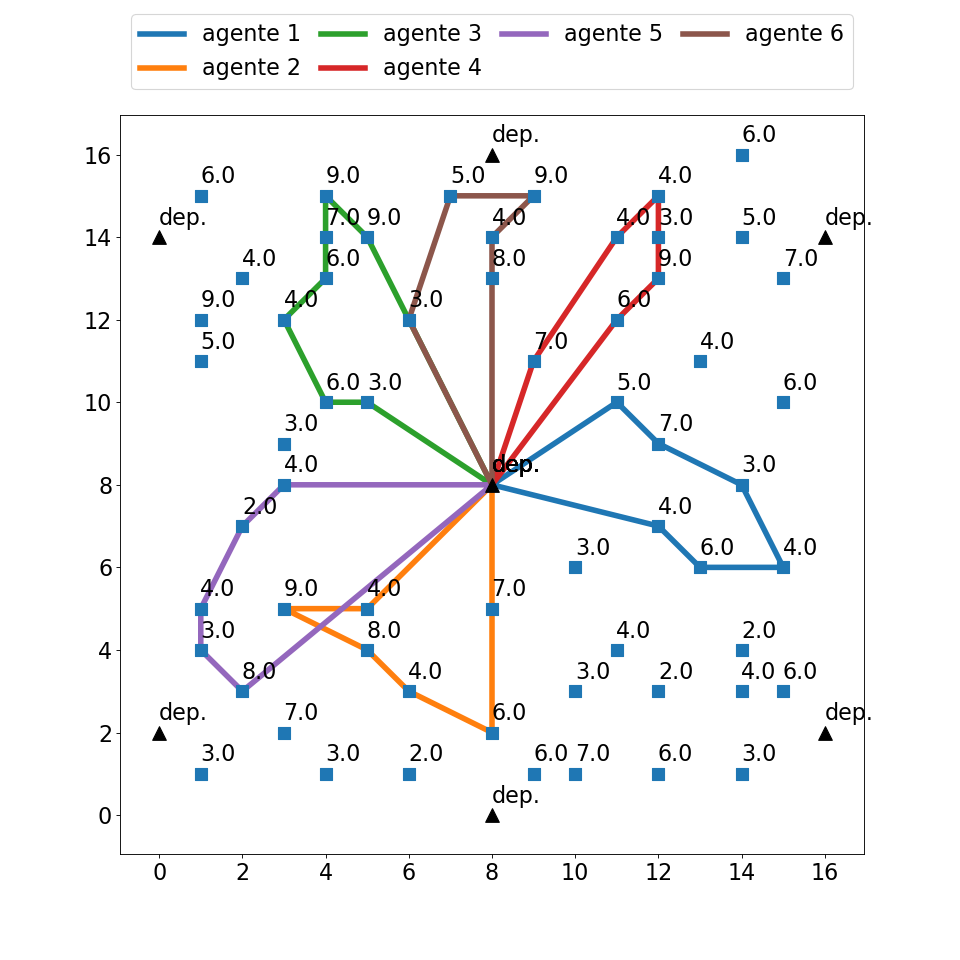 agente 1 agente 3 agente 5 agente 6
agente 2 agente 4
dep. 6.0
6.0 9.0 5.0 9.0 4.0
dep. 7.0 9.0 4.0 4.0 3.0 5.0 dep.
4.0 6.0 8.0 9.0 7.0
9.0 4.0 3.0 6.0
5.0 7.0 4.0
6.0 3.0 5.0 6.0
3.0 7.0
4.0 dep. 3.0
2.0 4.0
3.0 6.0 4.0
4.0 9.0 4.0 7.0
3.0 8.0 4.0 2.0
8.0 4.0 3.0 2.0 4.0 6.0
dep. 7.0 6.0 dep.
3.0 3.0 2.0 6.0 7.0 6.0 3.0
dep.
16
14
12
10
8
6
4
2
0
0 2 4 6 8 10 12 14 16